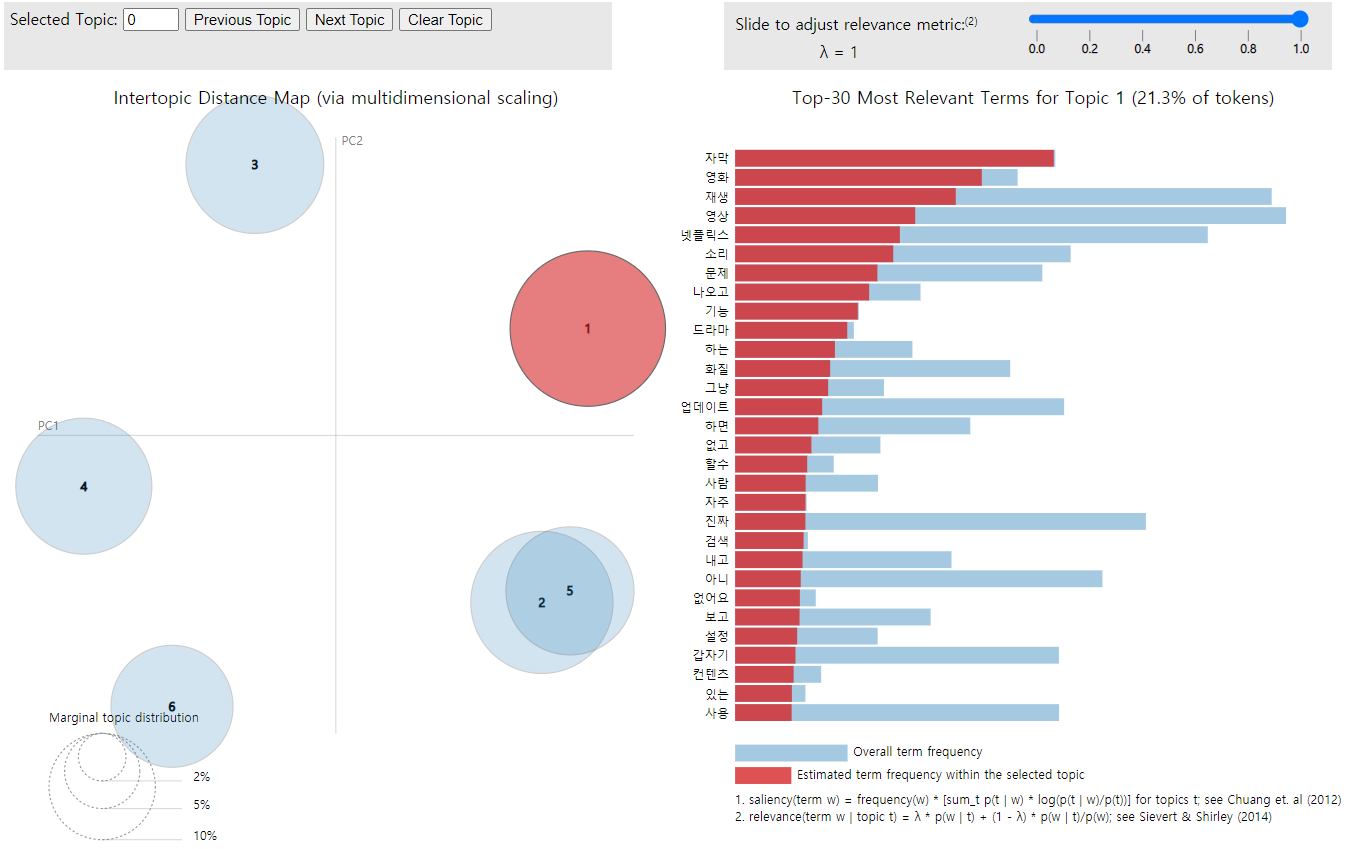 Selected Topic: 0 Previous Topic Next Topic Clear Topic
Slide to adjust relevance metric:(2)
λ = 1
0.0 0.2 0.4 0.6 0.8 1.0
Intertopic Distance Map (via multidimensional scaling)
PC2
PC1
3
1
4
2
5
6
Marginal topic distribution
2%
5%
10%
Top-30 Most Relevant Terms for Topic 1 (21.3% of tokens)
자막
영화
재생
영상
넷플릭스
소리
문제
나오고
기능
드라마
하는
화질
그냥
업데이트
하면
없고
할수
사람
자주
진짜
검색
내고
아니
없어요
보고
설정
갑자기
컨텐츠
있는
사용
Overall term frequency
Estimated term frequency within the selected topic
1. saliency(term w) = frequency(w) * [sum_t p(t | w) * log(p(t | w)/p(t))] for topics t; see Chuang et. al (2012)
2. relevance(term w | topic t) = λ * p(w | t) + (1 - λ) * p(w | t)/p(w); see Sievert & Shirley (2014)